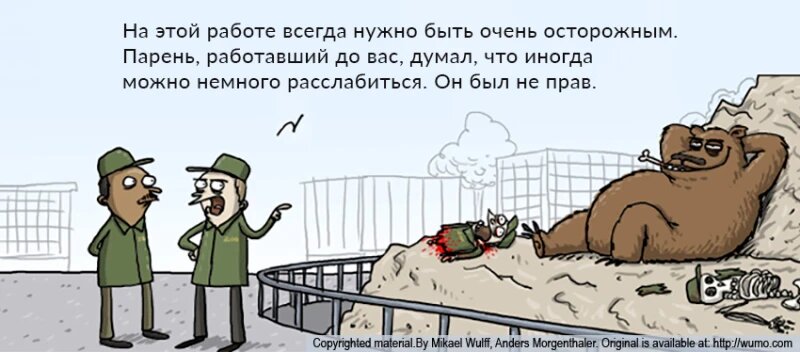 На этой работе всегда нужно быть очень осторожным.
Парень, работавший до вас, думал, что иногда
можно немного расслабиться. Он был не прав.
Copyrighted material.By Mikael Wulff, Anders Morgenthaler. Original is available at: http://wumo.com